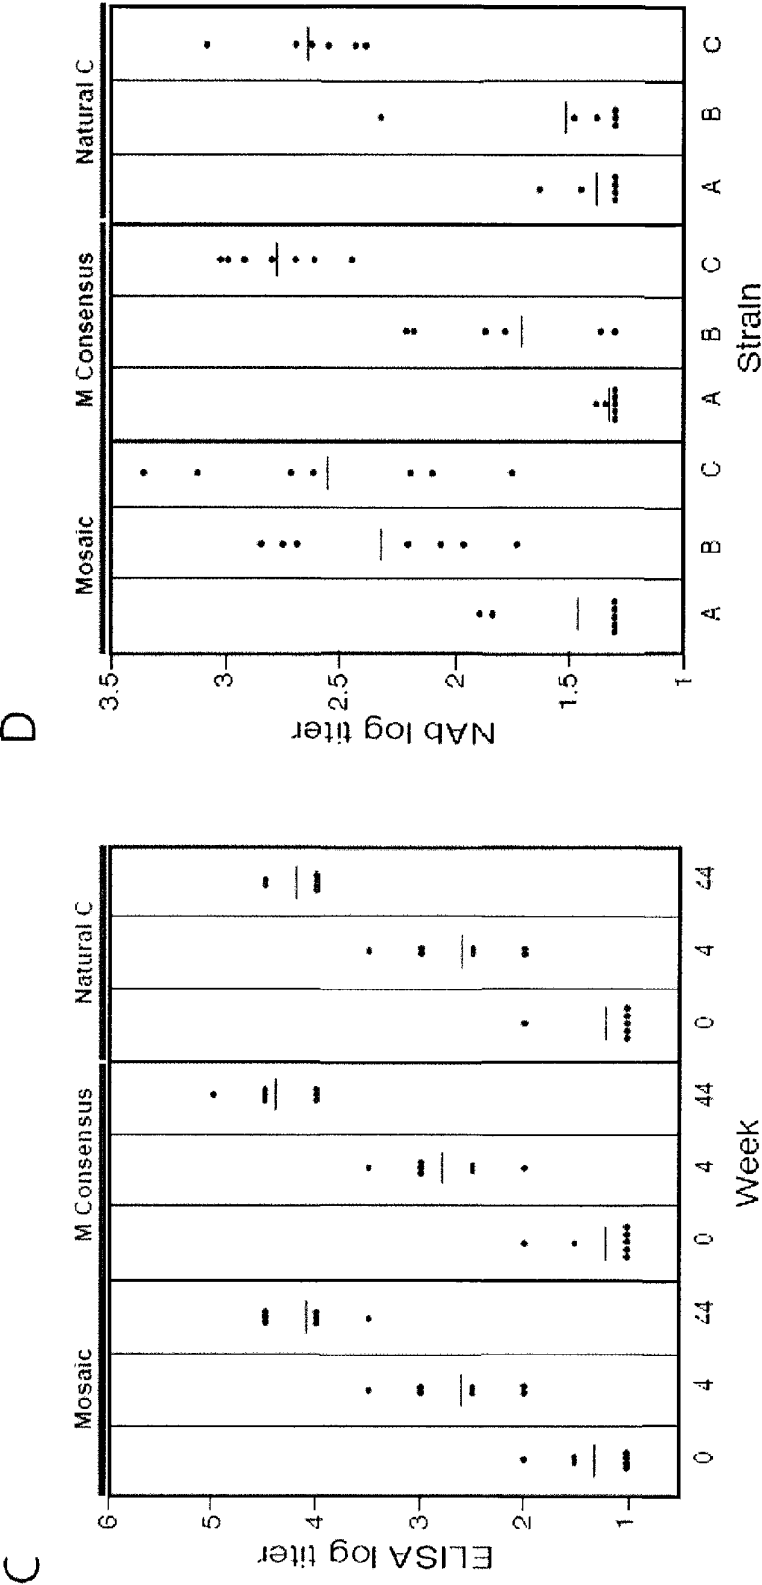 C
Mosaic M Consensus Natural C
6
5
4
3
2
1
ELISA log titer
0 4 44 0 4 44 0 4 44
Week
D
Mosaic M Consensus Natural C
3.5
3
2.5
2
1.5
1
NAb log titer
A B C A B C A B C
Strain